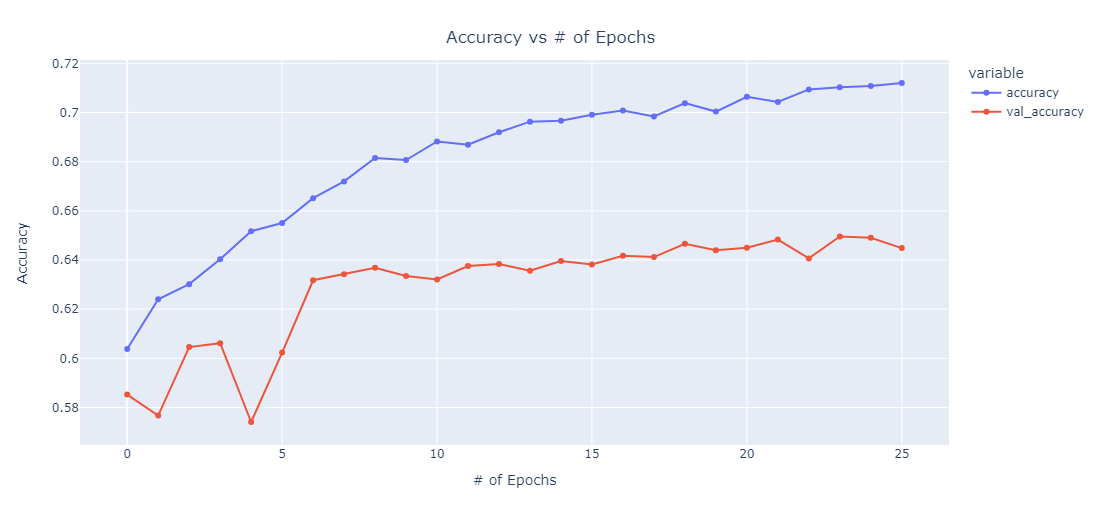 Accuracy vs # of Epochs
variable
accuracy
val_accuracy
Accuracy
0.72
0.7
0.68
0.66
0.64
0.62
0.6
0.58
0 5 10 15 20 25
# of Epochs